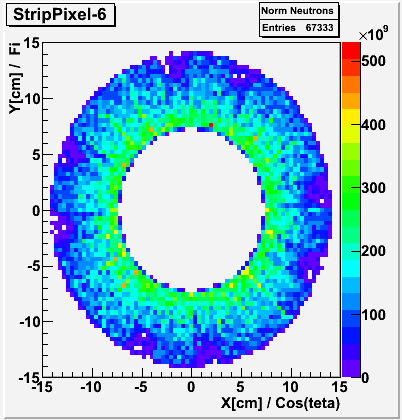 StripPixel-6
Norm Neutrons
Entries 67333
×10⁹
Y[cm] / Fi
15
10
5
0
-5
-10
-15
-15 -10 -5 0 5 10 15
X[cm] / Cos(teta)
500
400
300
200
100
0